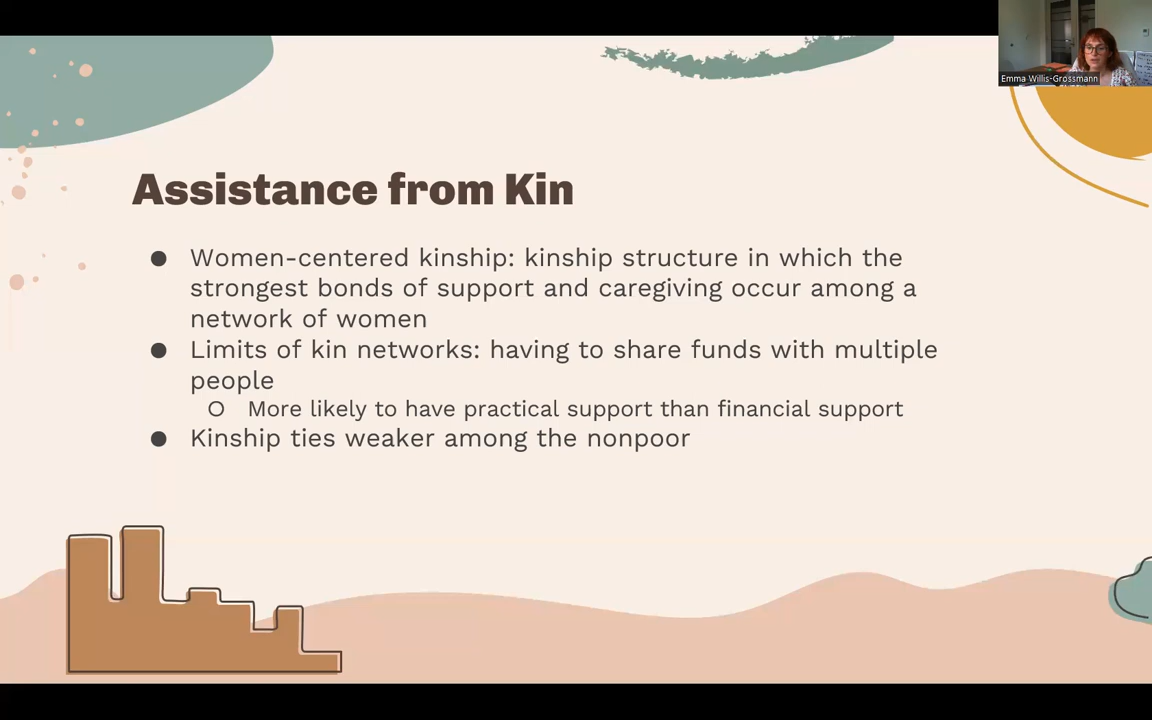 Emma Willis-Grossmann
Assistance from Kin
● Women-centered kinship: kinship structure in which the
strongest bonds of support and caregiving occur among a
network of women
● Limits of kin networks: having to share funds with multiple
people
○ More likely to have practical support than financial support
● Kinship ties weaker among the nonpoor